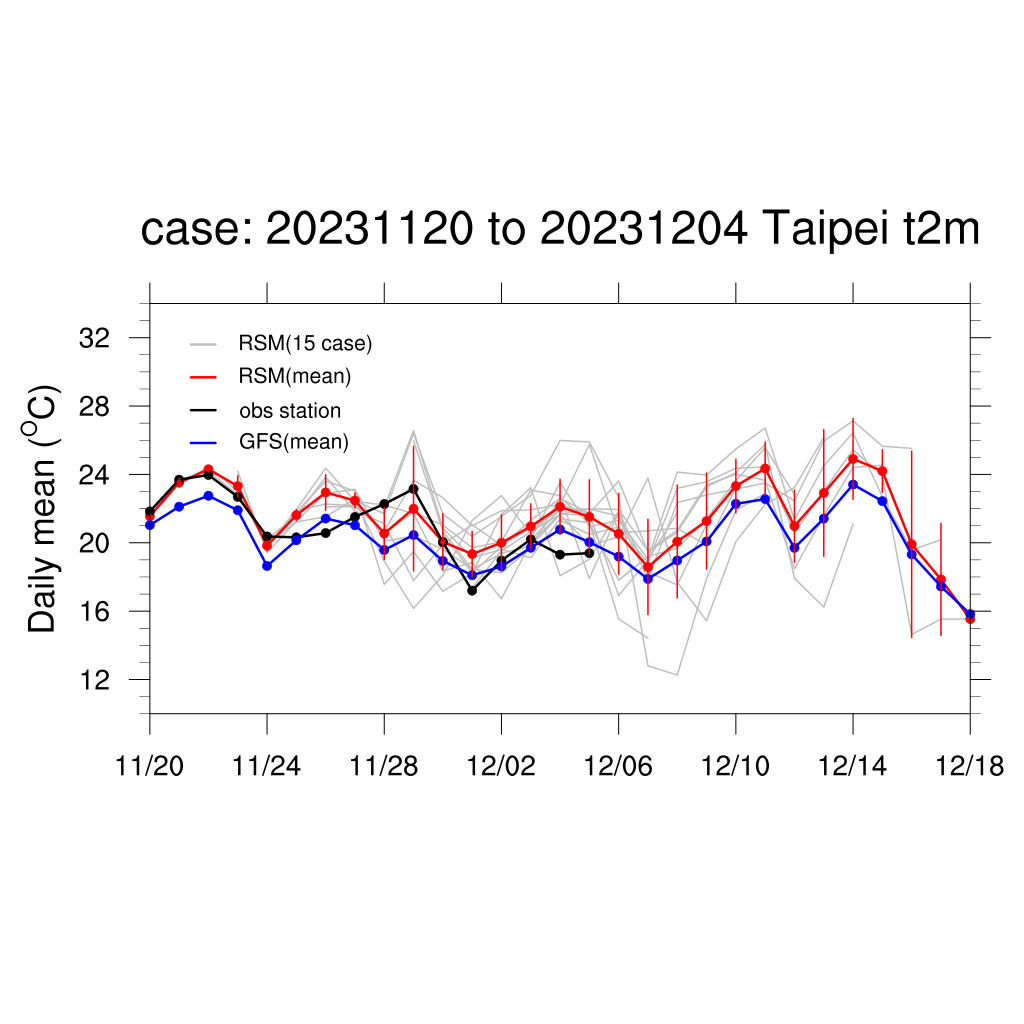 case: 20231120 to 20231204 Taipei t2m
Daily mean (°C)
32
28
24
20
16
12
RSM(15 case)
RSM(mean)
obs station
GFS(mean)
11/20 11/24 11/28 12/02 12/06 12/10 12/14 12/18